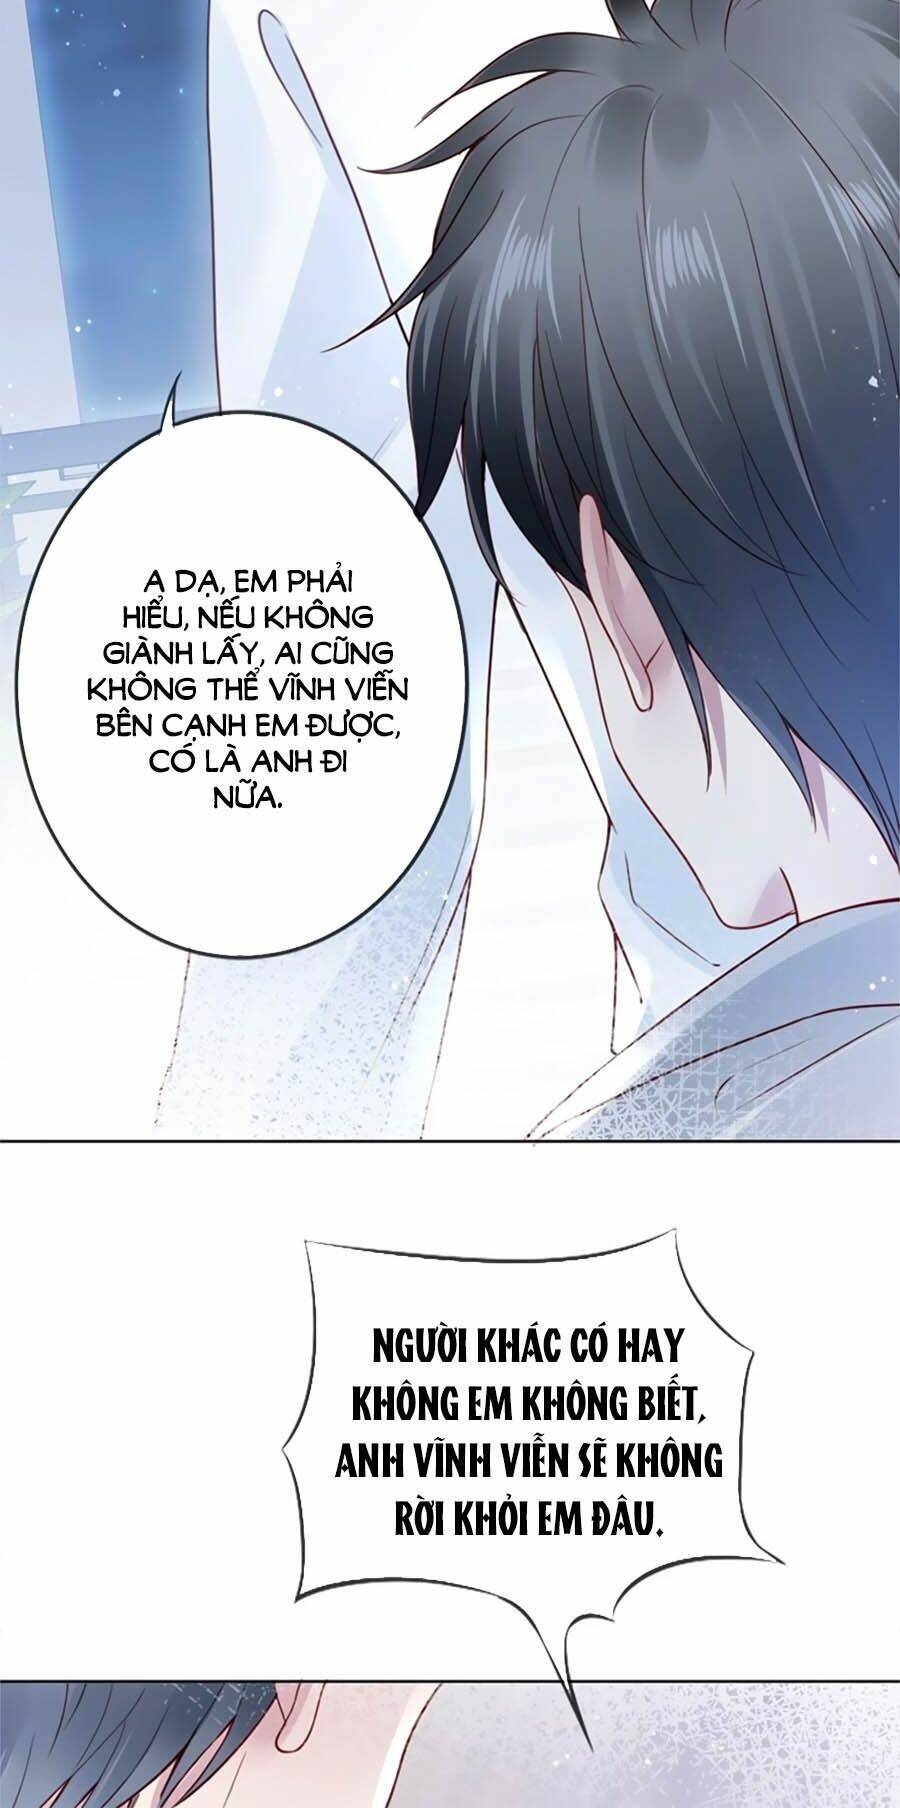 A DẠ, EM PHẢI
HIỂU, NẾU KHÔNG
GIÀNH LẤY, AI CŨNG
KHÔNG THỂ VĨNH VIỄN
BÊN CẠNH EM ĐƯỢC,
CÓ LÀ ANH ĐI
NỮA.
NGƯỜI KHÁC CÓ HAY
KHÔNG EM KHÔNG BIẾT,
ANH VĨNH VIỄN SẼ KHÔNG
RỜI KHỎI EM ĐÂU.